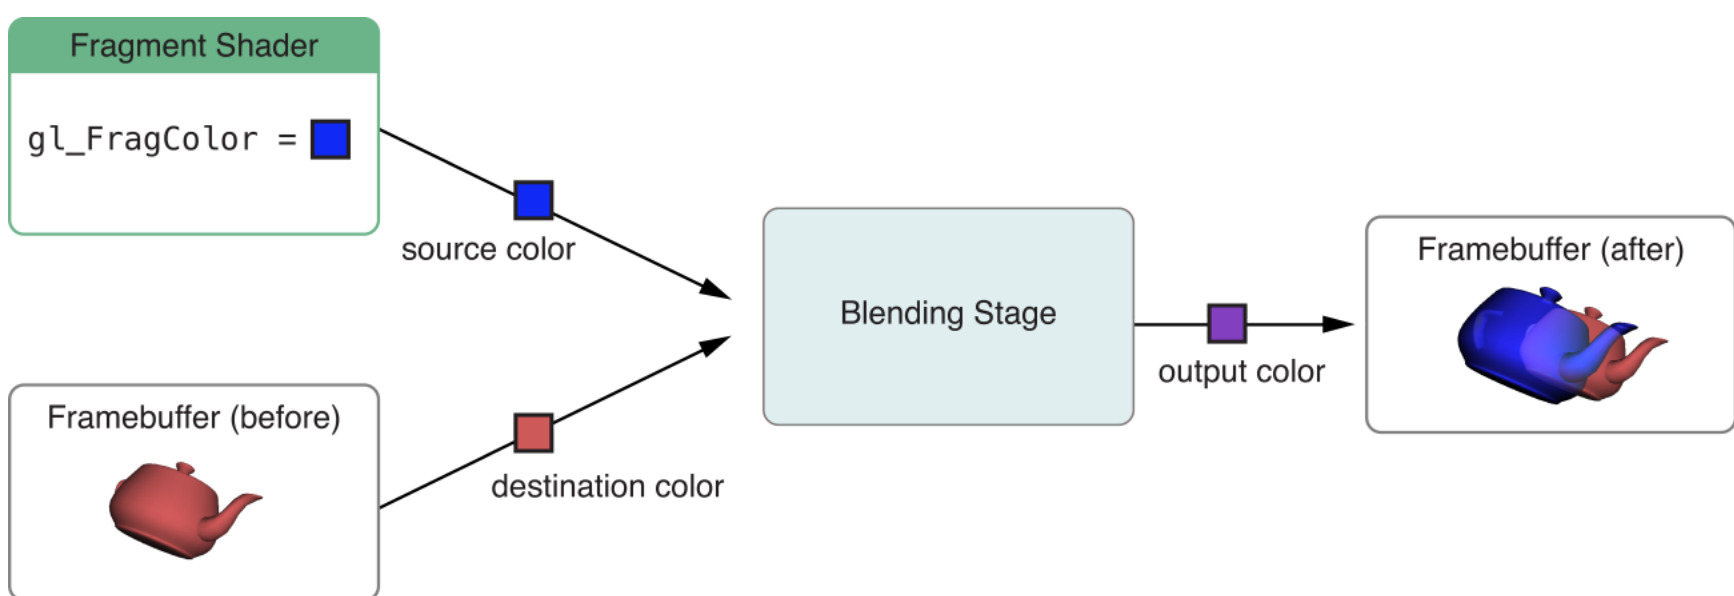 Fragment Shader
gl_FragColor =
source color
Framebuffer (before)
destination color
Blending Stage
output color
Framebuffer (after)